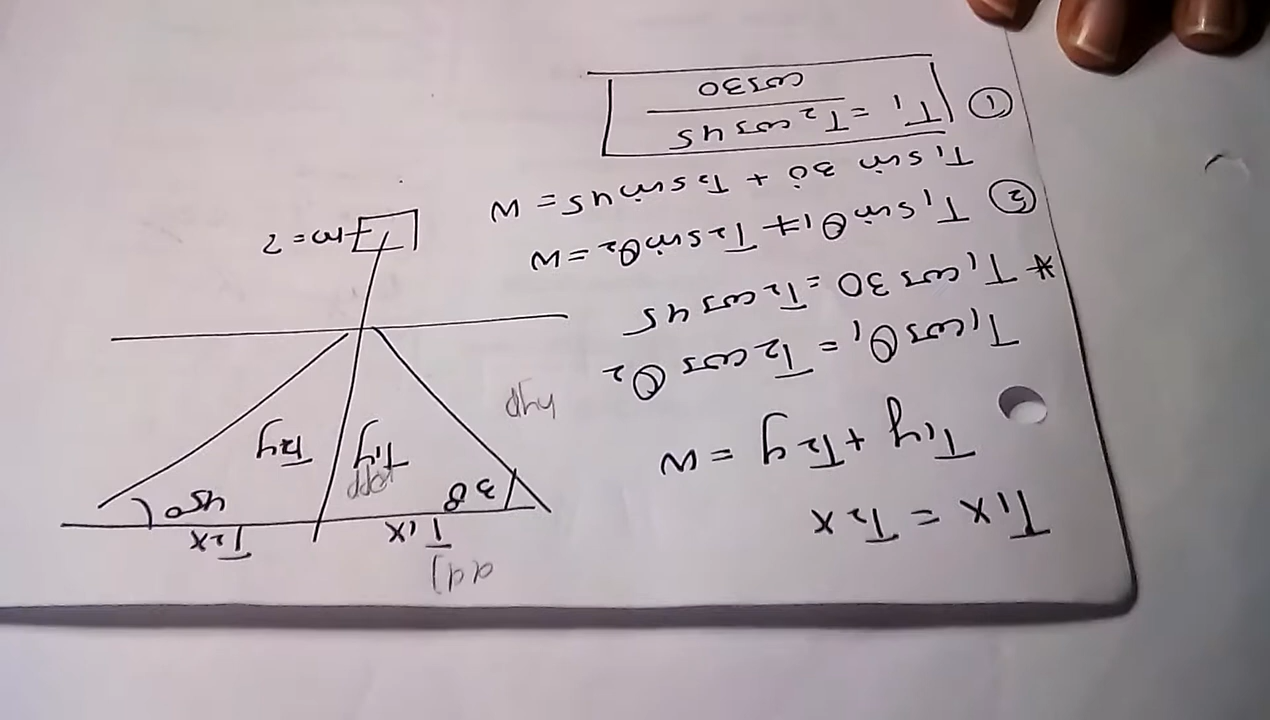 adj
T1x
T2x
30
45°
opp
T1y
T2y
hyp
m=?
T1x = T2x
T1y + T2y = W
T1 cos θ1 = T2 cos θ2
* T1 cos 30 = T2 cos 45
② T1 sin θ1 + T2 sin θ2 = W
T1 sin 30 + T2 sin 45 = W
① T1 = T2 cos 45
cos 30